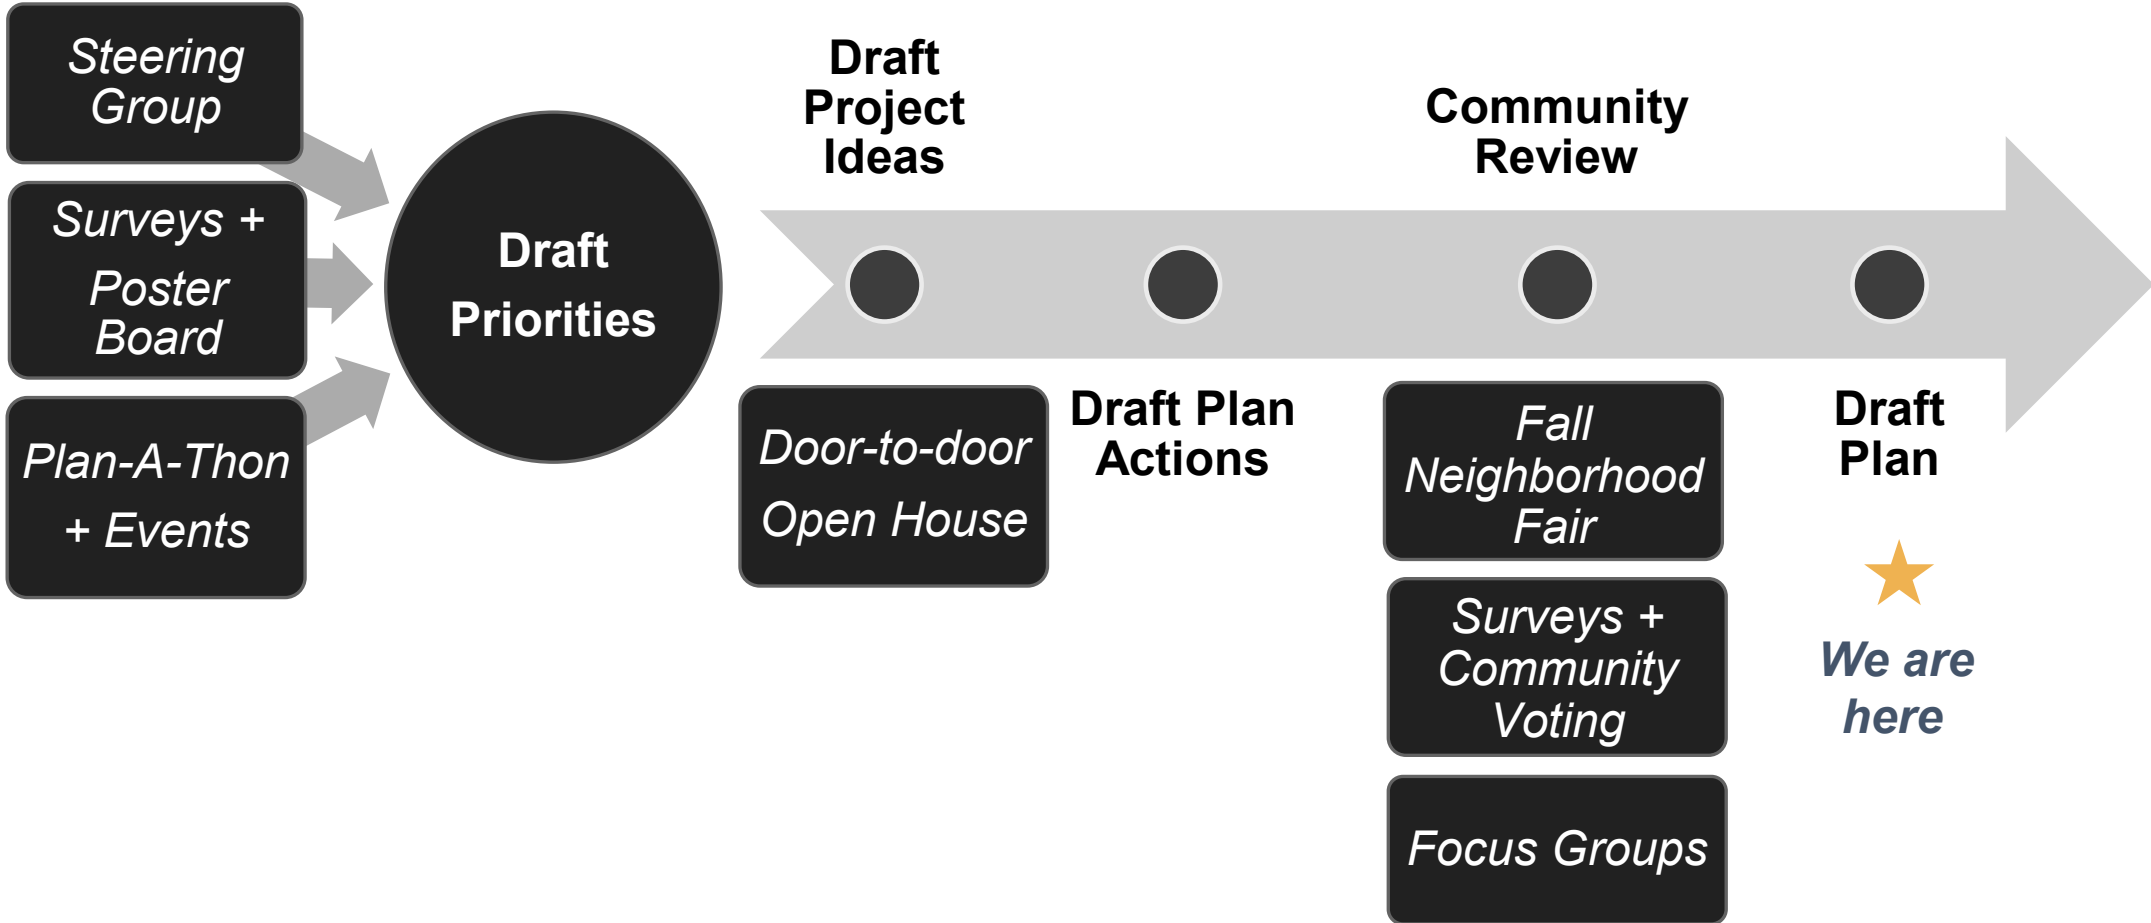 Steering
Group
Surveys +
Poster
Board
Plan-A-Thon
+ Events
Draft
Priorities
Draft
Project
Ideas
Door-to-door
Open House
Draft Plan
Actions
Community
Review
Fall
Neighborhood
Fair
Surveys +
Community
Voting
Focus Groups
Draft
Plan
We are
here